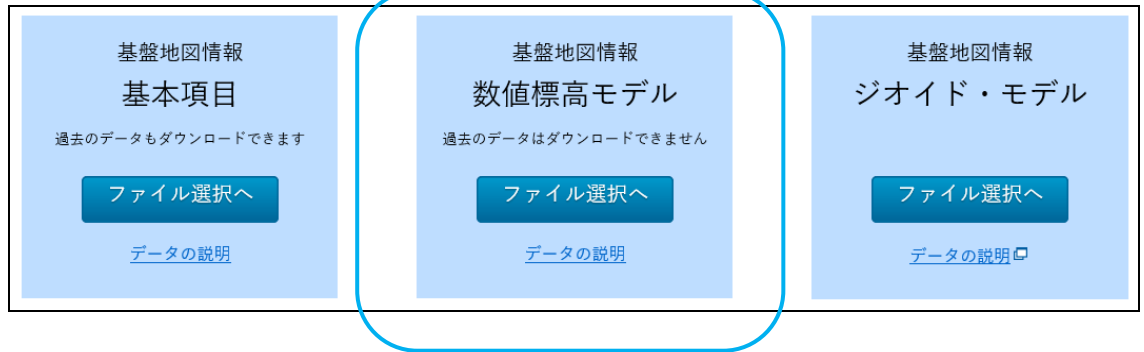 基盤地図情報
基本項目
過去のデータもダウンロードできます
ファイル選択へ
データの説明
基盤地図情報
数値標高モデル
過去のデータはダウンロードできません
ファイル選択へ
データの説明
基盤地図情報
ジオイド・モデル
ファイル選択へ
データの説明